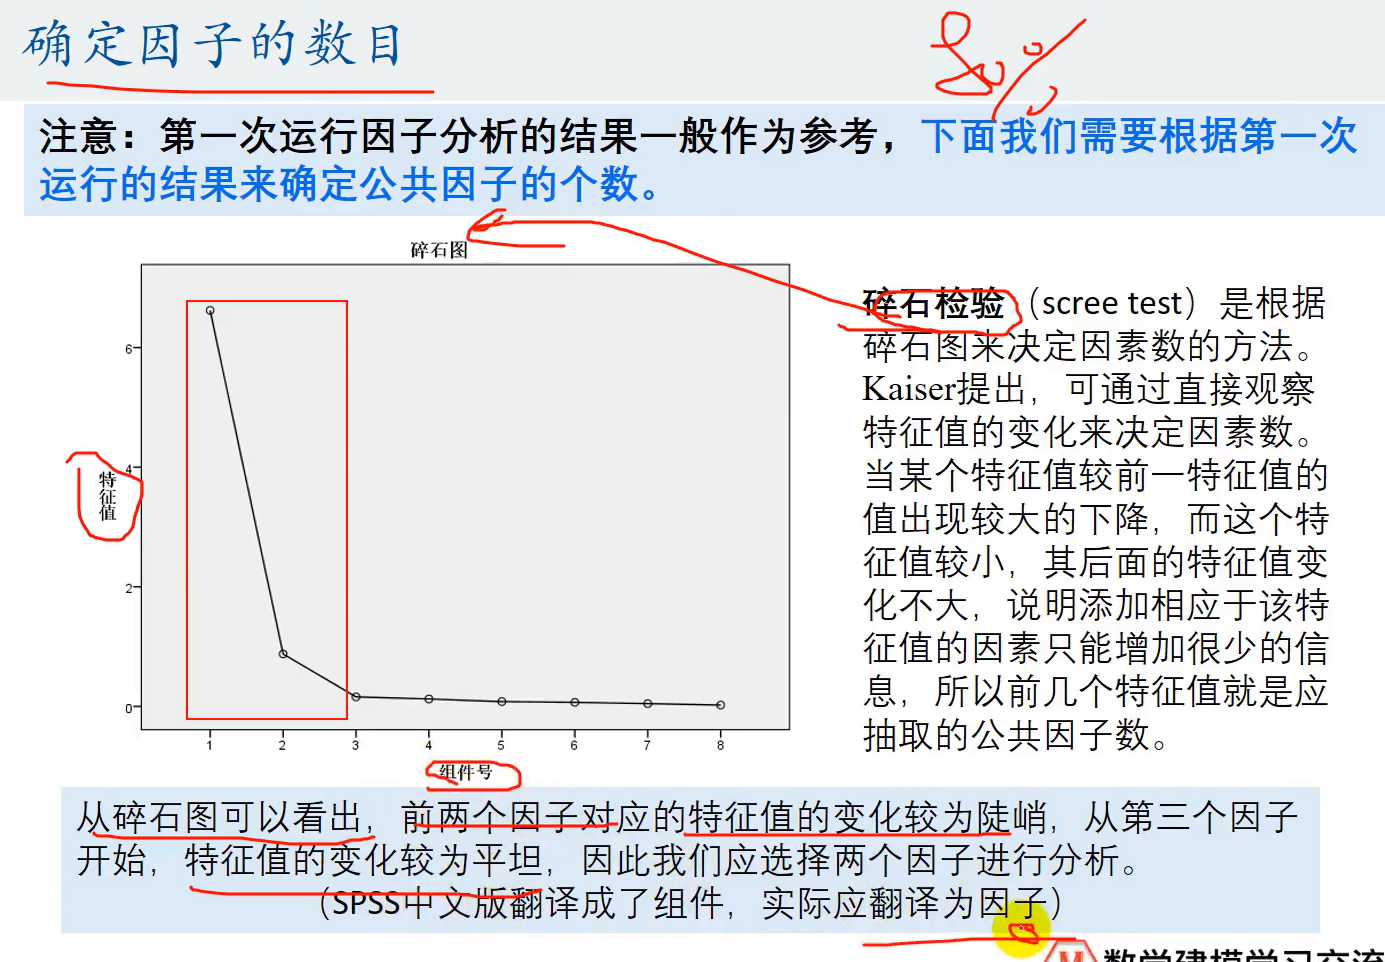 确定因子的数目
80%
注意：第一次运行因子分析的结果一般作为参考，下面我们需要根据第一次
运行的结果来确定公共因子的个数。
碎石图
特征值
6
4
2
0
1 2 3 4 5 6 7 8
组件号
碎石检验（scree test）是根据
碎石图来决定因素数的方法。
Kaiser提出，可通过直接观察
特征值的变化来决定因素数。
当某个特征值较前一特征值的
值出现较大的下降，而这个特
征值较小，其后面的特征值变
化不大，说明添加相应于该特
征值的因素只能增加很少的信
息，所以前几个特征值就是应
抽取的公共因子数。
从碎石图可以看出，前两个因子对应的特征值的变化较为陡峭，从第三个因子
开始，特征值的变化较为平坦，因此我们应选择两个因子进行分析。
（SPSS中文版翻译成了组件，实际应翻译为因子）
数学建模学习交流